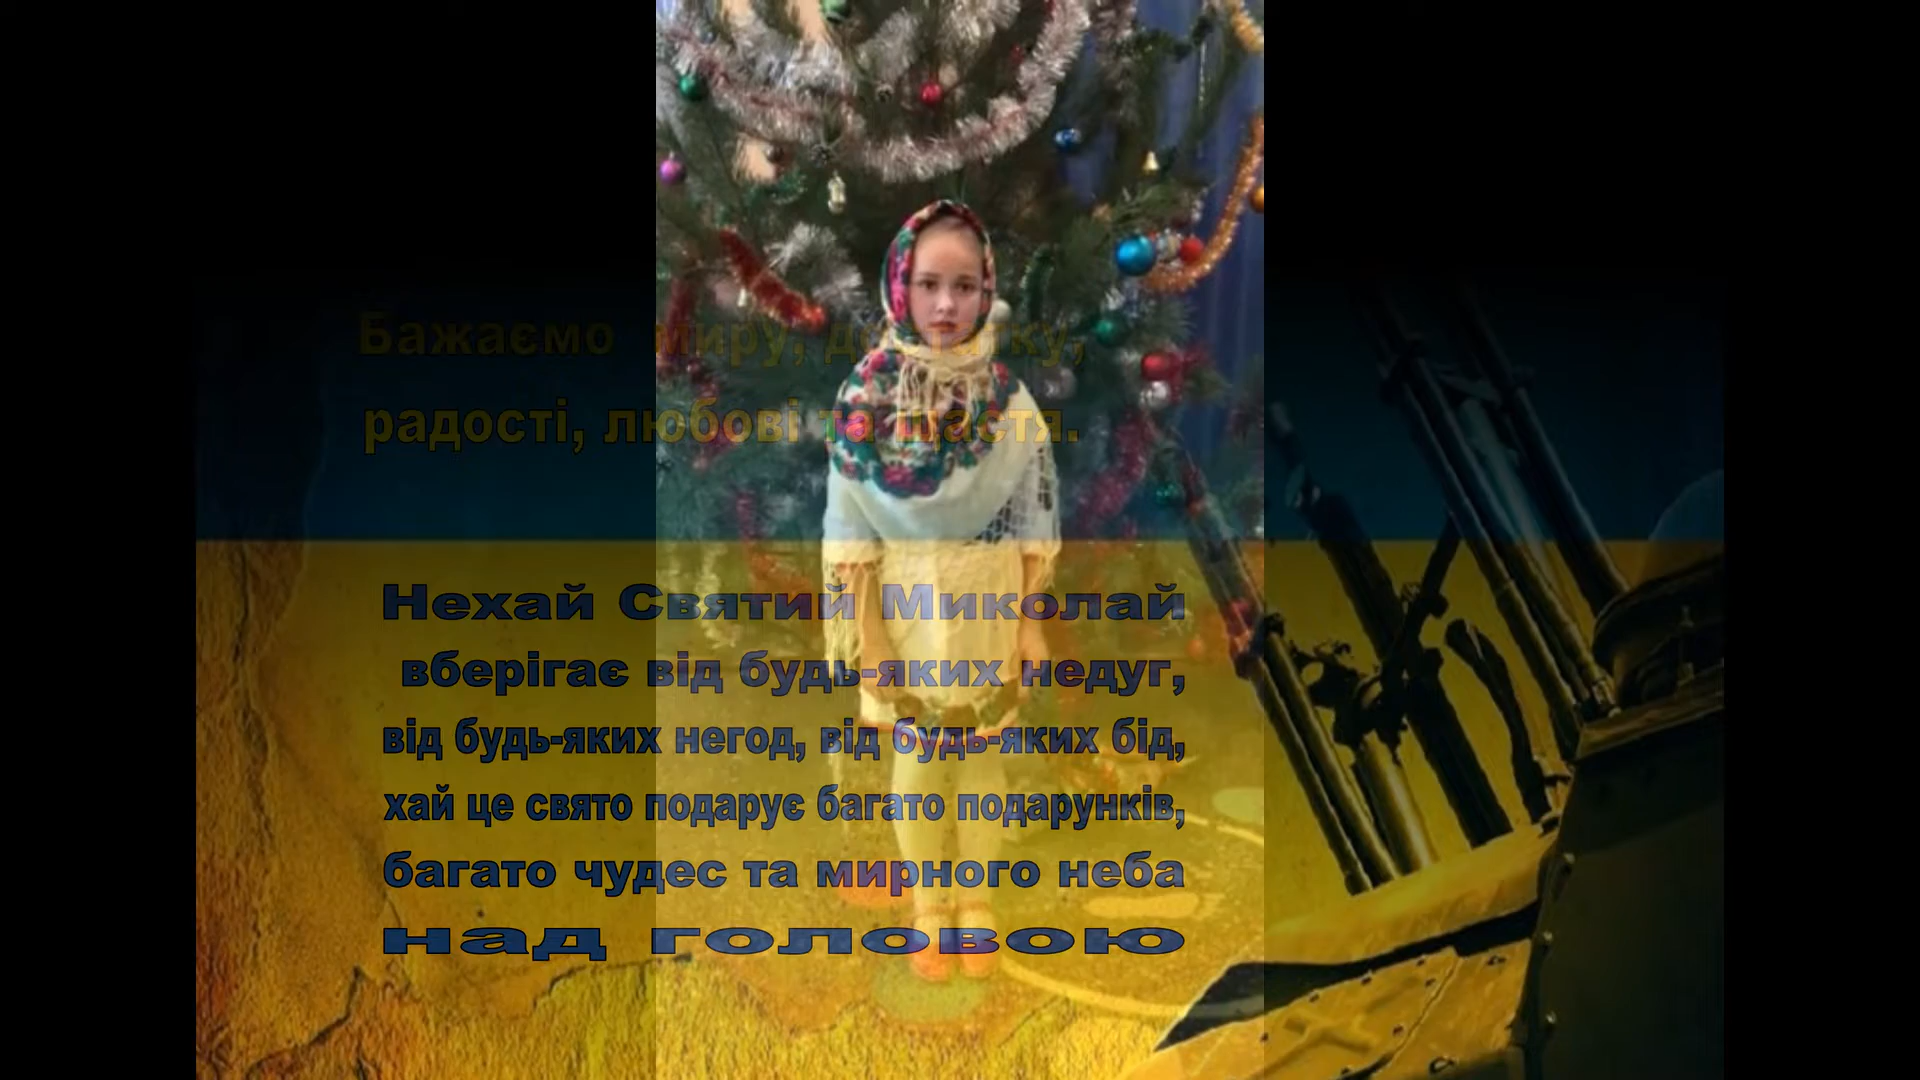 Бажаємо миру, достатку,
радості, любові та щастя.
Нехай Святий Миколай
вберігає від будь-яких недуг,
від будь-яких негод, від будь-яких бід,
хай це свято подарує багато подарунків,
багато чудес та мирного неба
над головою